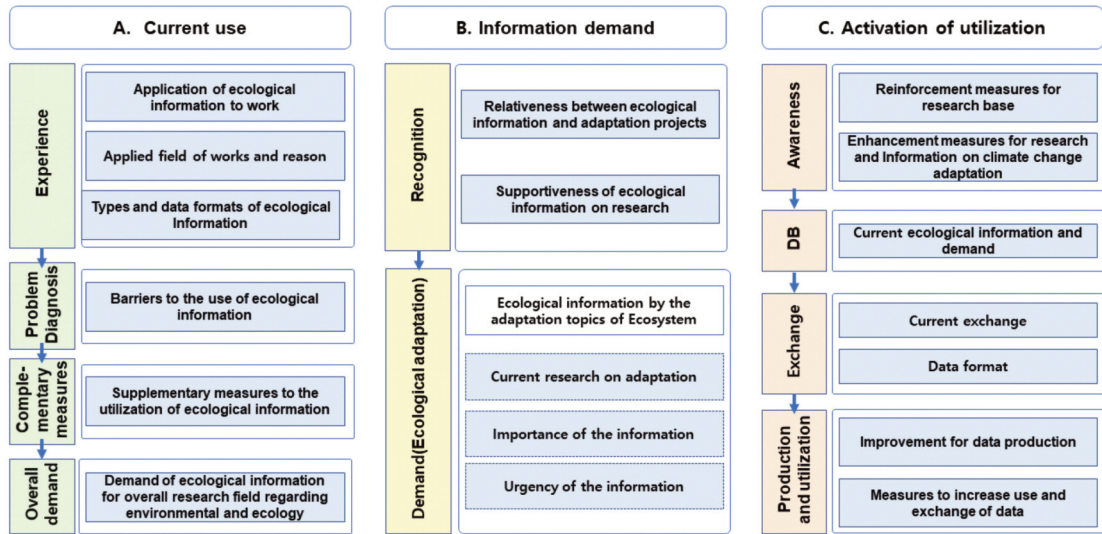 A. Current use
Experience
Application of ecological
information to work
Applied field of works and reason
Types and data formats of ecological
Information
Problem
Diagnosis
Barriers to the use of ecological
information
Comple-
mentary
measures
Supplementary measures to the
utilization of ecological information
Overall
demand
Demand of ecological information
for overall research field regarding
environmental and ecology
B. Information demand
Recognition
Relativeness between ecological
information and adaptation projects
Supportiveness of ecological
information on research
Demand(Ecological adaptation)
Ecological information by the
adaptation topics of Ecosystem
Current research on adaptation
Importance of the information
Urgency of the information
C. Activation of utilization
Awareness
Reinforcement measures for
research base
Enhancement measures for research
and Information on climate change
adaptation
DB
Current ecological information and
demand
Exchange
Current exchange
Data format
Production
and utilization
Improvement for data production
Measures to increase use and
exchange of data